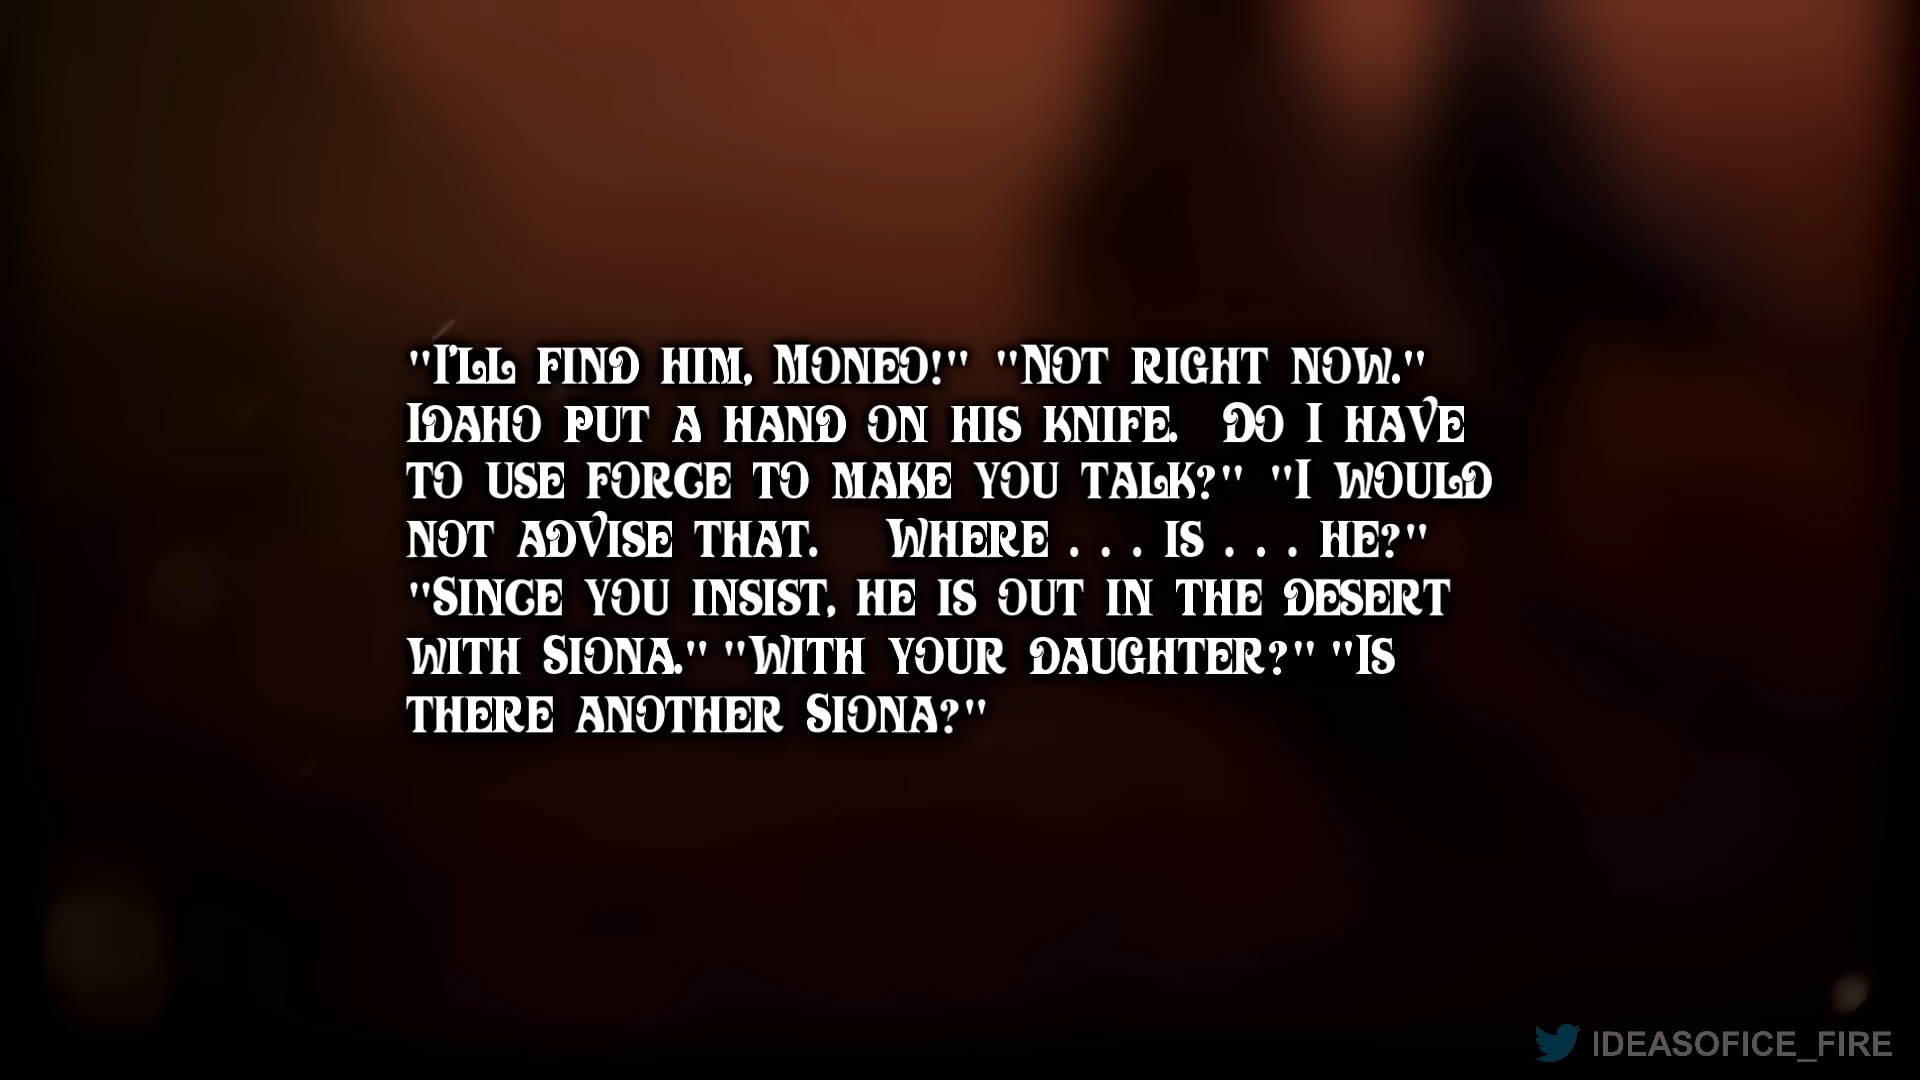 "I'll find him, Moneo!" "Not right now."
Idaho put a hand on his knife. Do I have
to use force to make you talk?" "I would
not advise that. Where . . . is . . . he?"
"Since you insist, he is out in the desert
with Siona." "With your daughter?" "Is
there another Siona?"
IDEASOFICE_FIRE